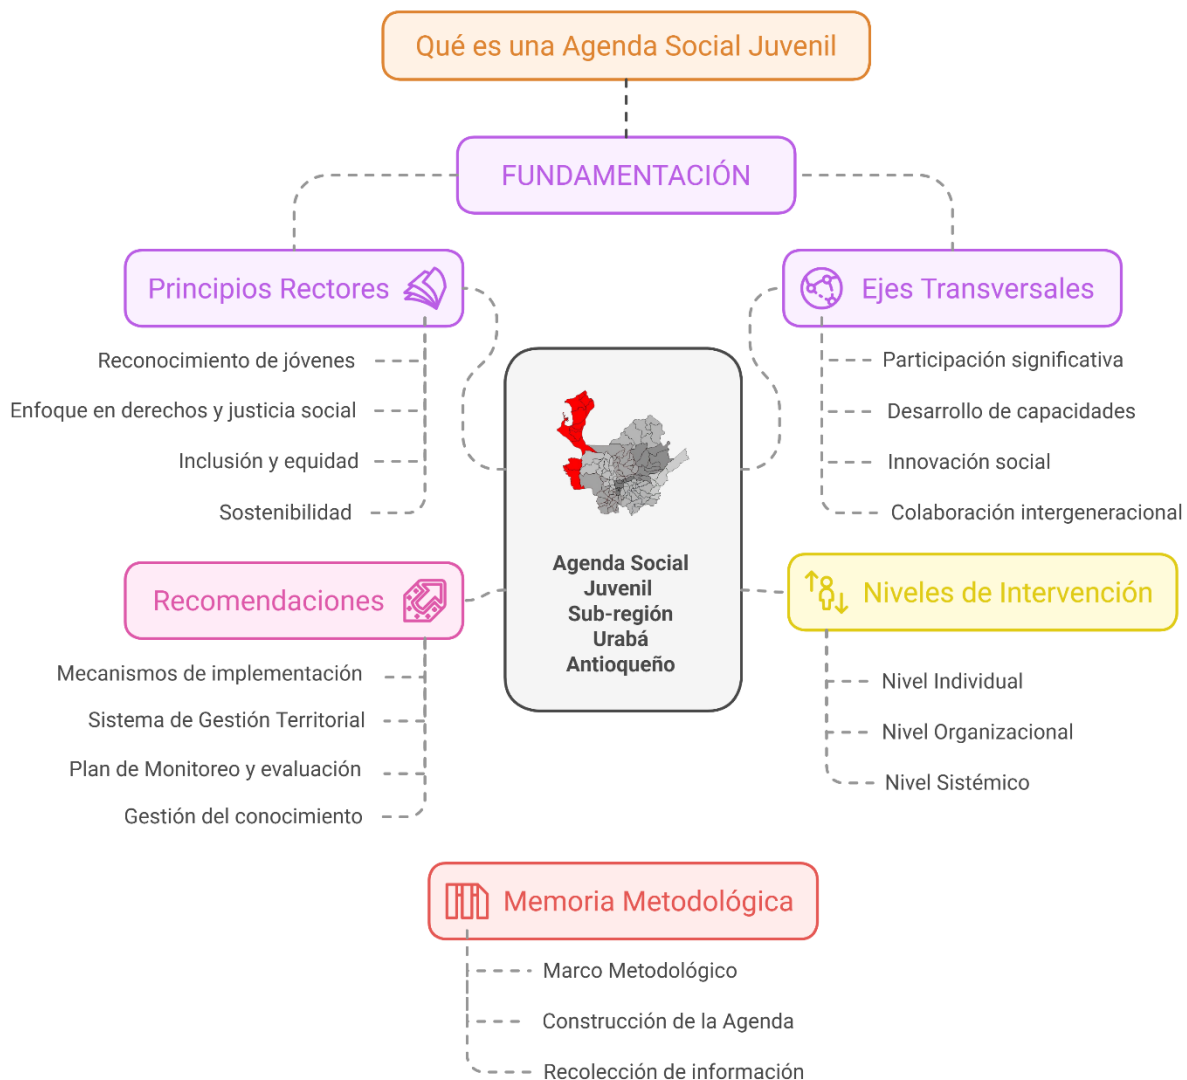 Qué es una Agenda Social Juvenil
FUNDAMENTACIÓN
Principios Rectores
Reconocimiento de jóvenes
Enfoque en derechos y justicia social
Inclusión y equidad
Sostenibilidad
Ejes Transversales
Participación significativa
Desarrollo de capacidades
Innovación social
Colaboración intergeneracional
Agenda Social
Juvenil
Sub-región
Urabá
Antioqueño
Recomendaciones
Mecanismos de implementación
Sistema de Gestión Territorial
Plan de Monitoreo y evaluación
Gestión del conocimiento
Niveles de Intervención
Nivel Individual
Nivel Organizacional
Nivel Sistémico
Memoria Metodológica
Marco Metodológico
Construcción de la Agenda
Recolección de información